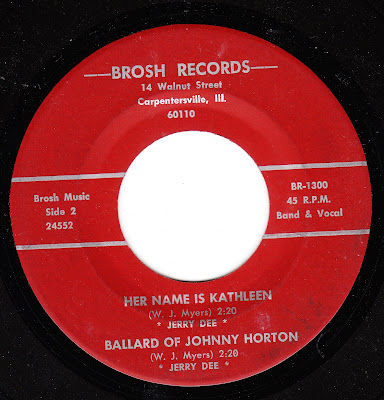 BROSH RECORDS
14 Walnut Street
Carpentersville, Ill.
60110
Brosh Music
Side 2
24552
BR-1300
45 R.P.M.
Band & Vocal
HER NAME IS KATHLEEN
(W. J. Myers) 2:20
* JERRY DEE *
BALLARD OF JOHNNY HORTON
(W. J. Myers) 2:20
* JERRY DEE *